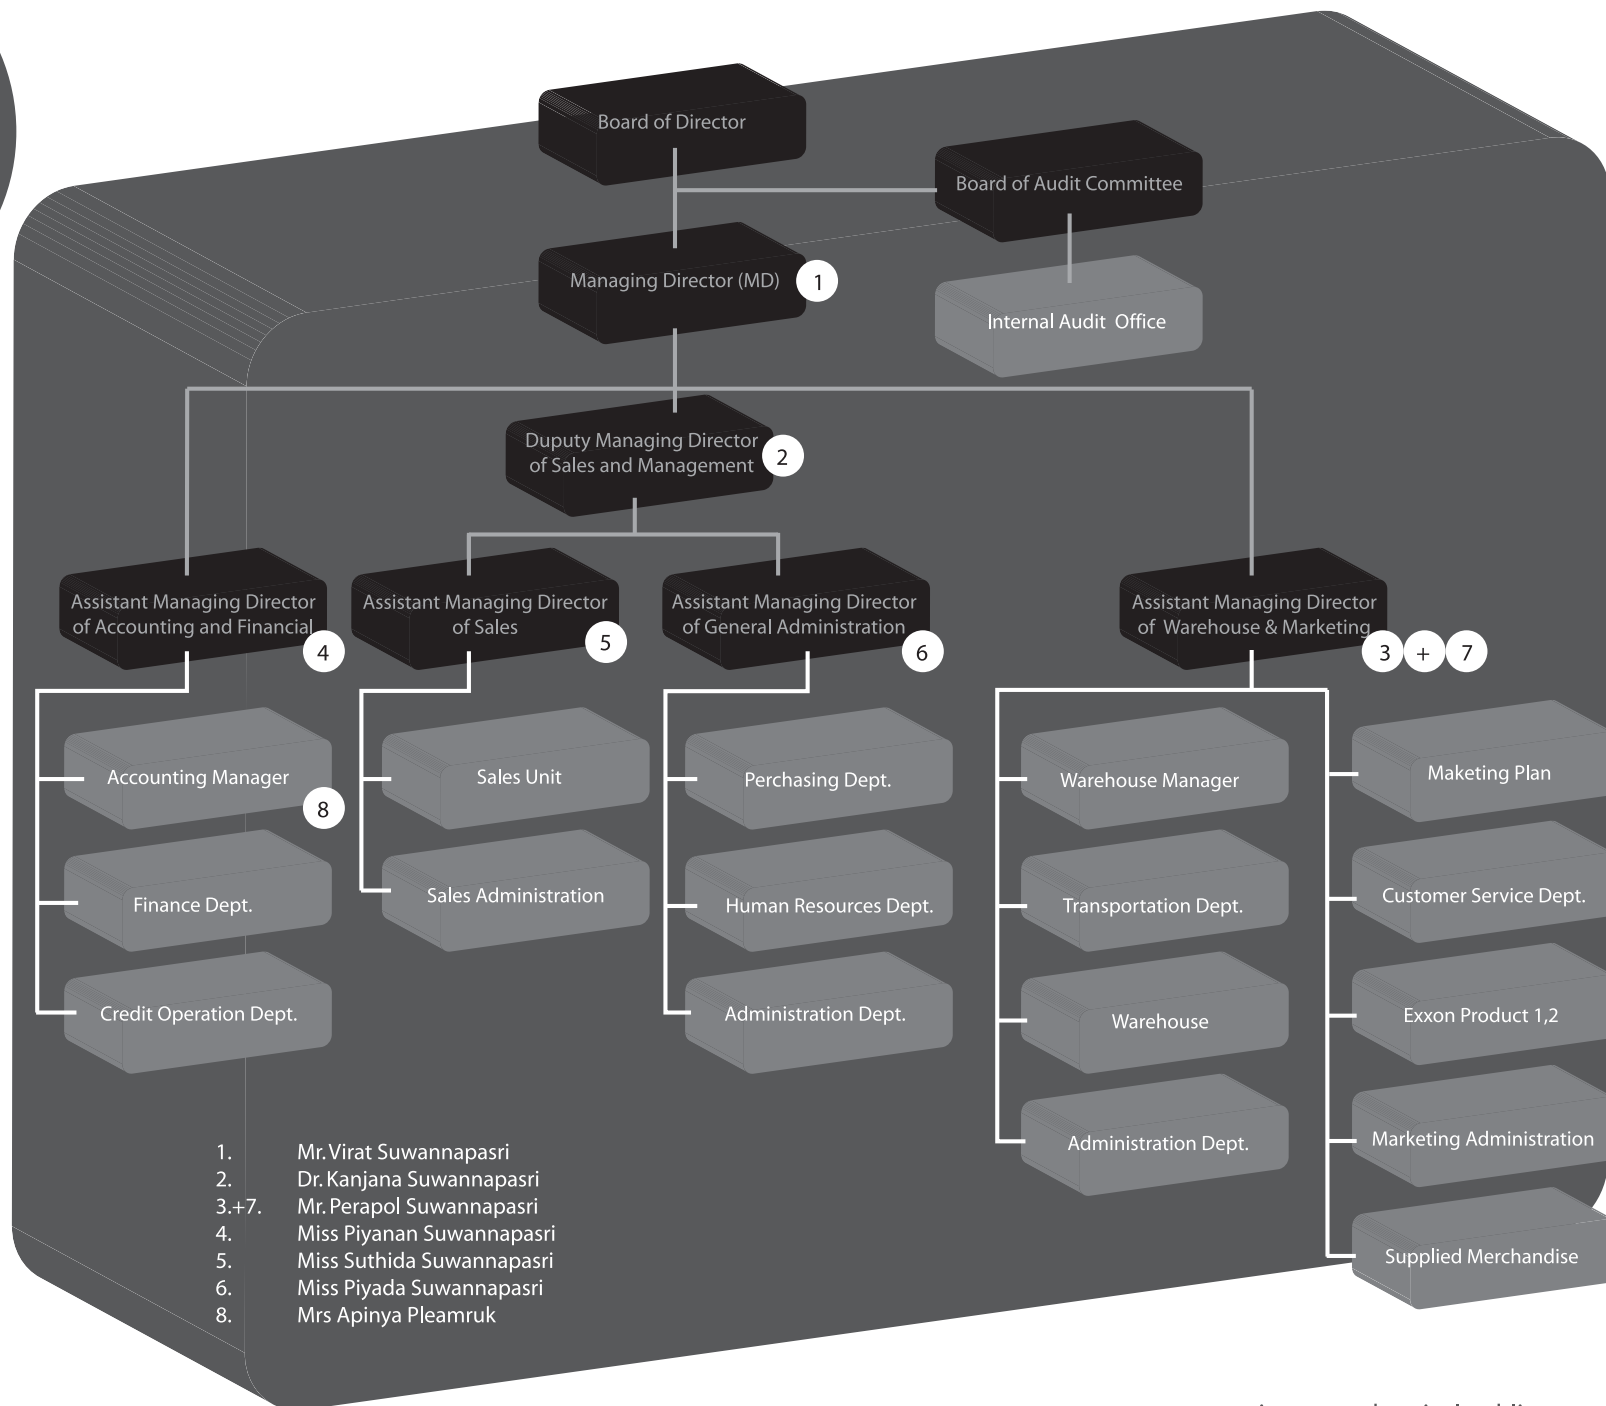 Board of Director
Board of Audit Committee
Managing Director (MD)
1
Internal Audit Office
Duputy Managing Director
of Sales and Management
2
Assistant Managing Director
of Accounting and Financial
4
Assistant Managing Director
of Sales
5
Assistant Managing Director
of General Administration
6
Assistant Managing Director
of Warehouse & Marketing
3 + 7
Accounting Manager
8
Finance Dept.
Credit Operation Dept.
Sales Unit
Sales Administration
Perchasing Dept.
Human Resources Dept.
Administration Dept.
Warehouse Manager
Transportation Dept.
Warehouse
Administration Dept.
Maketing Plan
Customer Service Dept.
Exxon Product 1,2
Marketing Administration
Supplied Merchandise
1. Mr. Virat Suwannapasri
2. Dr. Kanjana Suwannapasri
3.+7. Mr. Perapol Suwannapasri
4. Miss Piyanan Suwannapasri
5. Miss Suthida Suwannapasri
6. Miss Piyada Suwannapasri
8. Mrs Apinya Pleamruk